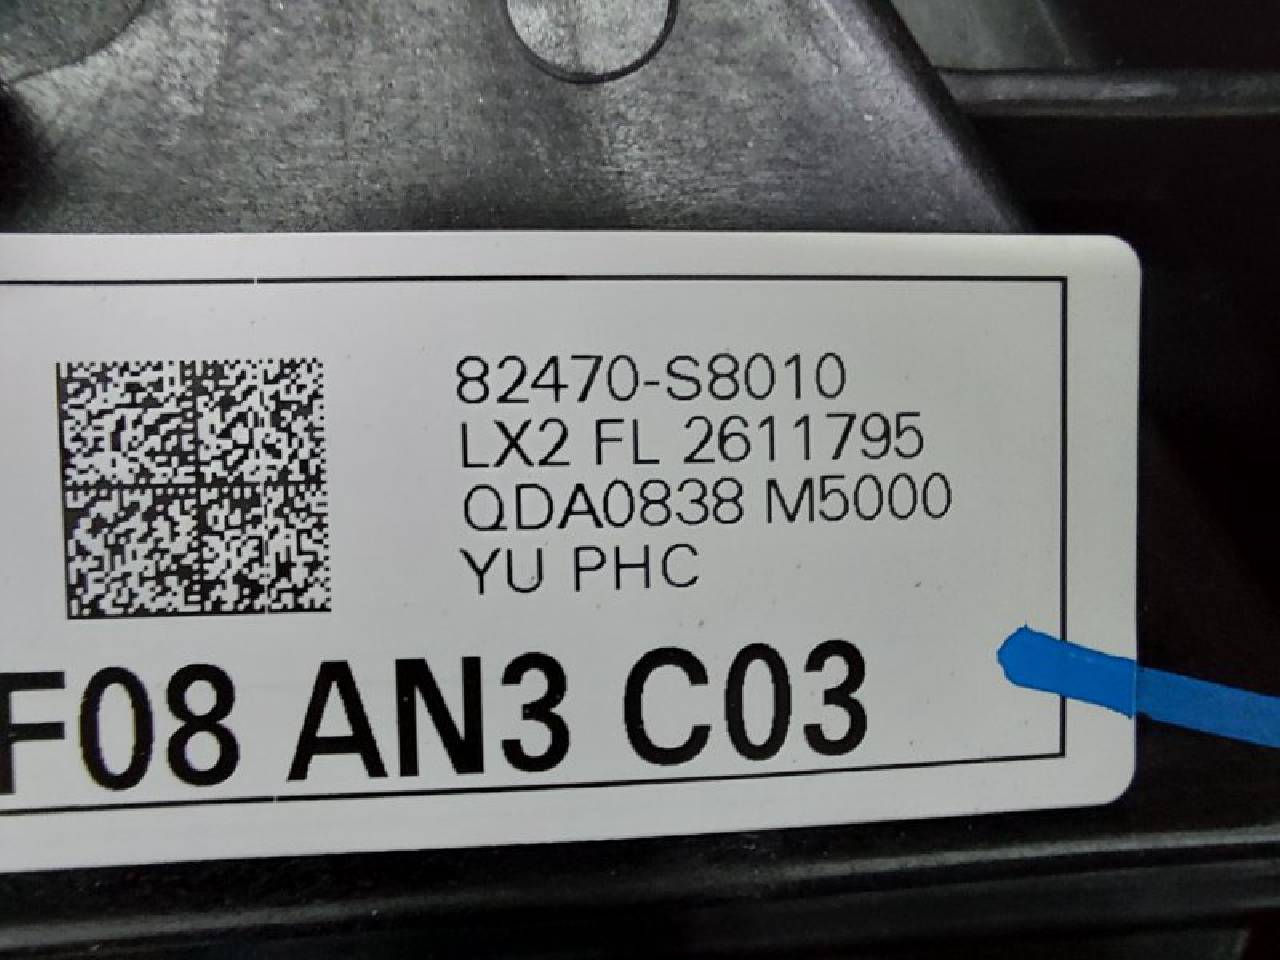 82470-S8010
LX2 FL 2611795
QDA0838 M5000
YU PHC
F08 AN3 C03